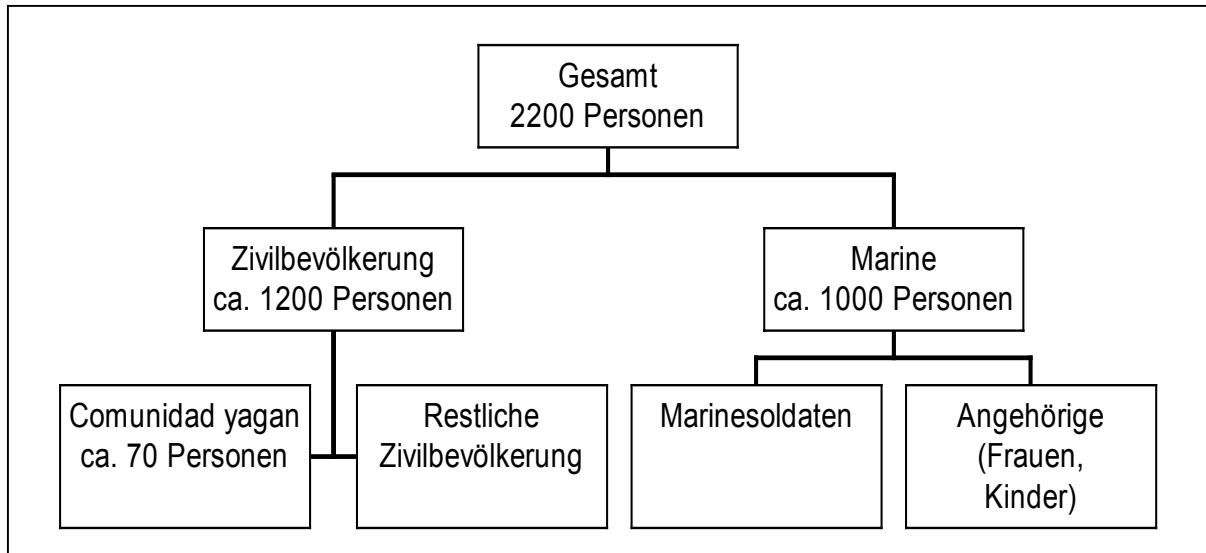 Gesamt
2200 Personen
Zivilbevölkerung
ca. 1200 Personen
Marine
ca. 1000 Personen
Comunidad yagan
ca. 70 Personen
Restliche
Zivilbevölkerung
Marinesoldaten
Angehörige
(Frauen,
Kinder)